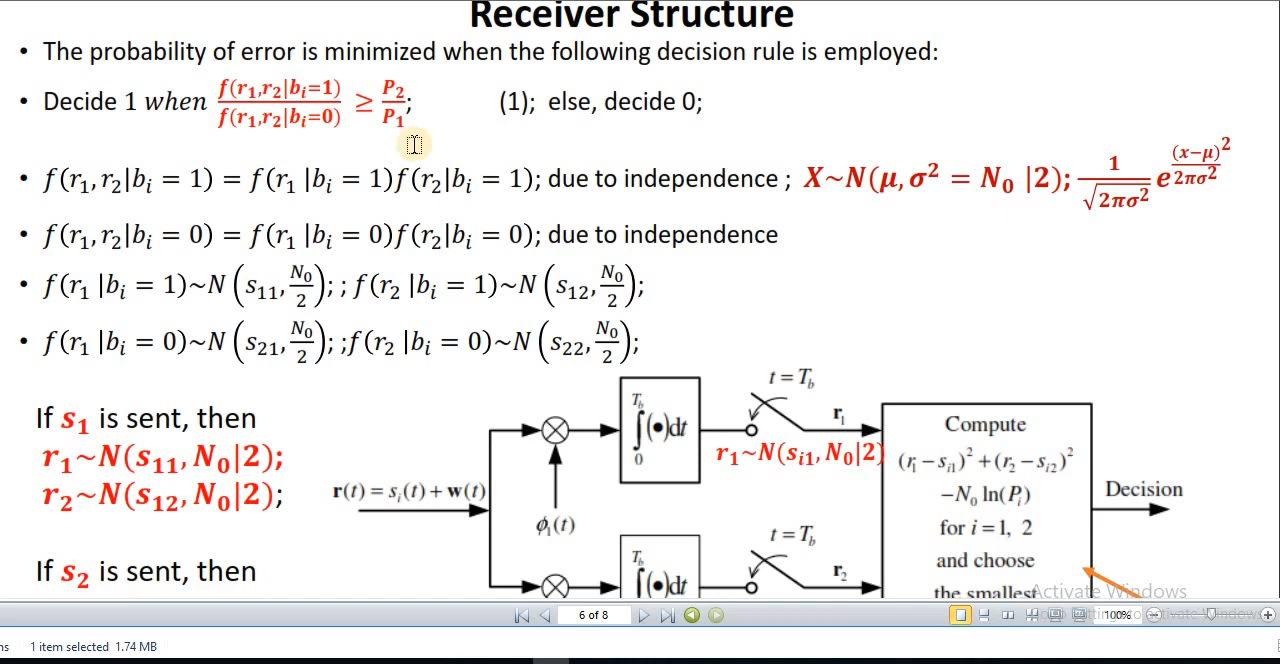 Receiver Structure
• The probability of error is minimized when the following decision rule is employed:
• Decide 1 when f(r₁,r₂|bᵢ=1) / f(r₁,r₂|bᵢ=0) ≥ P₂/P₁; (1); else, decide 0;
• f(r₁, r₂|bᵢ = 1) = f(r₁ |bᵢ = 1)f(r₂|bᵢ = 1); due to independence ; X~N(μ, σ² = N₀ |2); 1/√(2πσ²) e^((x−μ)²/(2πσ²))
• f(r₁, r₂|bᵢ = 0) = f(r₁ |bᵢ = 0)f(r₂|bᵢ = 0); due to independence
• f(r₁ |bᵢ = 1)~N(s₁₁, N₀/2); ; f(r₂ |bᵢ = 1)~N(s₁₂, N₀/2);
• f(r₁ |bᵢ = 0)~N(s₂₁, N₀/2); ;f(r₂ |bᵢ = 0)~N(s₂₂, N₀/2);
If s₁ is sent, then
r₁~N(s₁₁, N₀|2);
r₂~N(s₁₂, N₀|2);
If s₂ is sent, then
r(t) = sᵢ(t) + w(t)
ϕ₁(t)
∫₀^T_b (•)dt
t = T_b
r₁
r₁~N(sᵢ₁, N₀|2)
T_b
∫(•)dt
t = T_b
r₂
Compute
(r₁ − sᵢ₁)² + (r₂ − sᵢ₂)²
−N₀ ln(Pᵢ)
for i = 1, 2
and choose
the smallest
Decision
Activate Windows
6 of 8
100%
1 item selected 1.74 MB